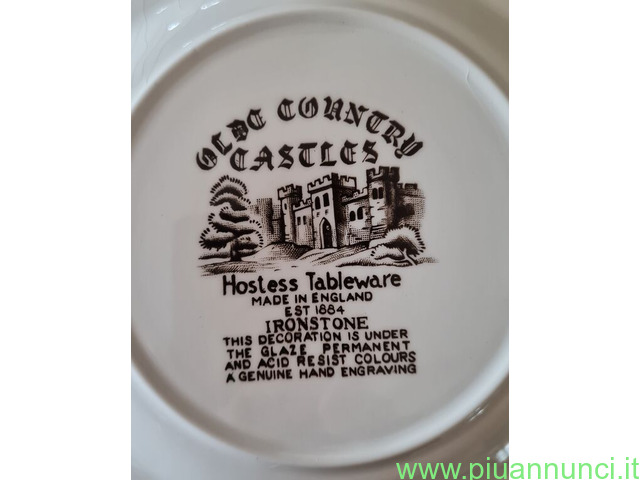 OLDE COUNTRY
CASTLES
Hostess Tableware
MADE IN ENGLAND
EST 1884
IRONSTONE
THIS DECORATION IS UNDER
THE GLAZE PERMANENT
AND ACID RESIST COLOURS
A GENUINE HAND ENGRAVING
www.piuannunci.it